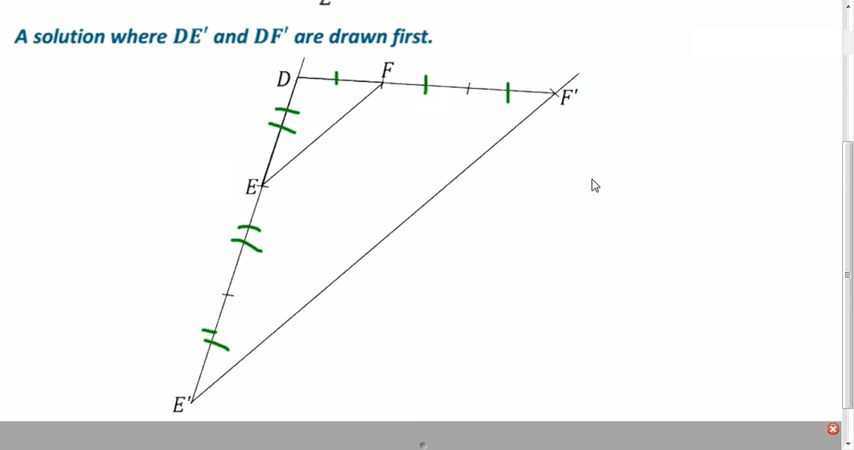 A solution where DE′ and DF′ are drawn first.
D
F
F'
E
E'